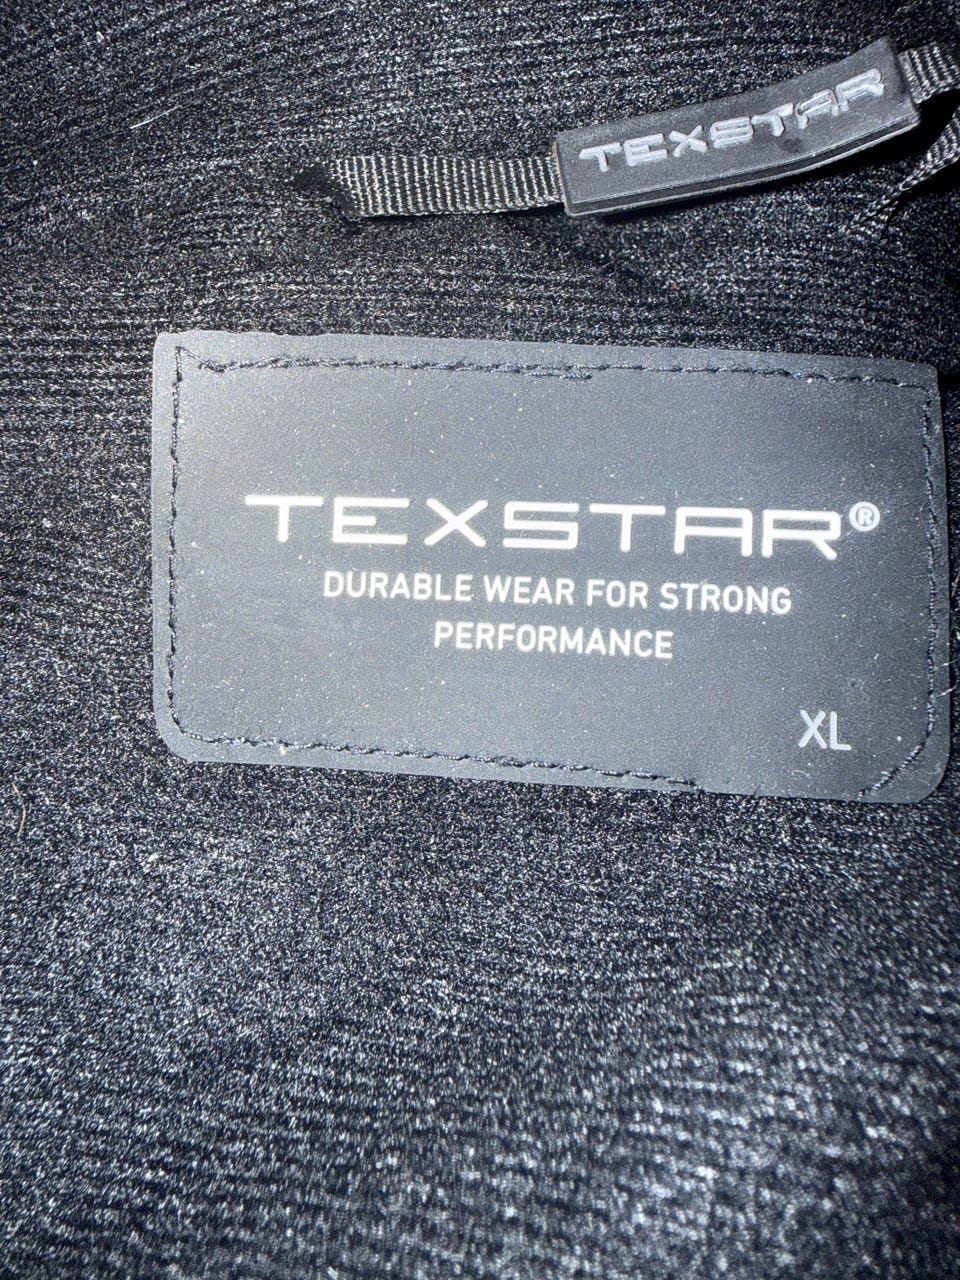 TEXSTAR
TEXSTAR®
DURABLE WEAR FOR STRONG
PERFORMANCE
XL